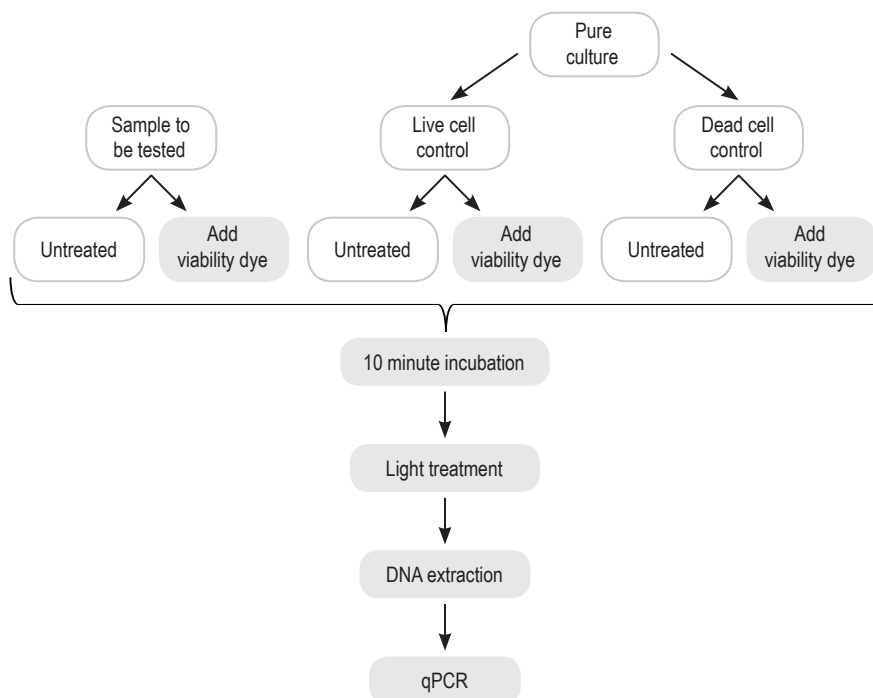 Pure
culture
Sample to
be tested
Live cell
control
Dead cell
control
Untreated
Add
viability dye
Untreated
Add
viability dye
Untreated
Add
viability dye
10 minute incubation
Light treatment
DNA extraction
qPCR